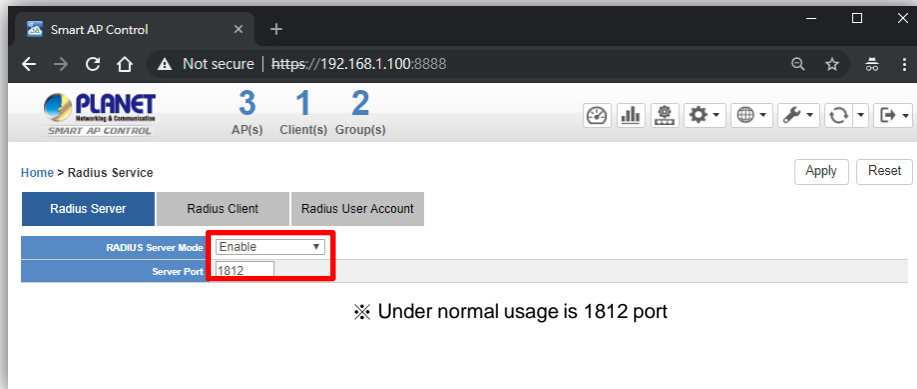 Smart AP Control
Not secure | https://192.168.1.100:8888
PLANET
Networking & Communication
SMART AP CONTROL
3 1 2
AP(s) Client(s) Group(s)
Home > Radius Service
Apply Reset
Radius Server Radius Client Radius User Account
RADIUS Server Mode Enable
Server Port 1812
※ Under normal usage is 1812 port